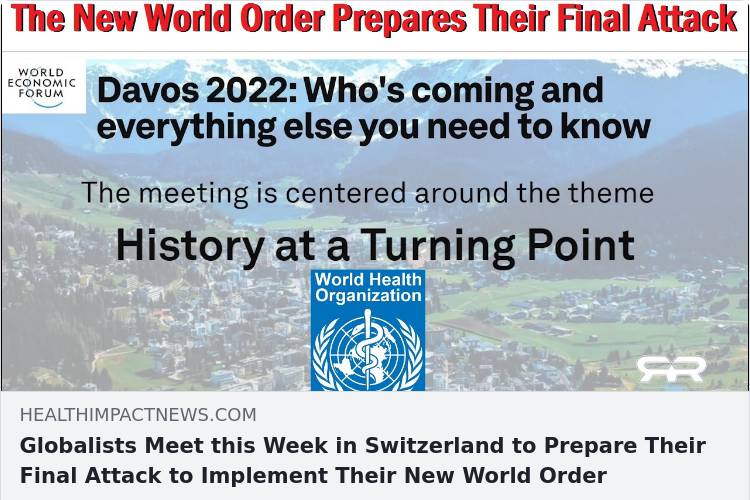 The New World Order Prepares Their Final Attack
WORLD
ECONOMIC
FORUM
Davos 2022: Who's coming and
everything else you need to know
The meeting is centered around the theme
History at a Turning Point
World Health
Organization
HEALTHIMPACTNEWS.COM
Globalists Meet this Week in Switzerland to Prepare Their
Final Attack to Implement Their New World Order